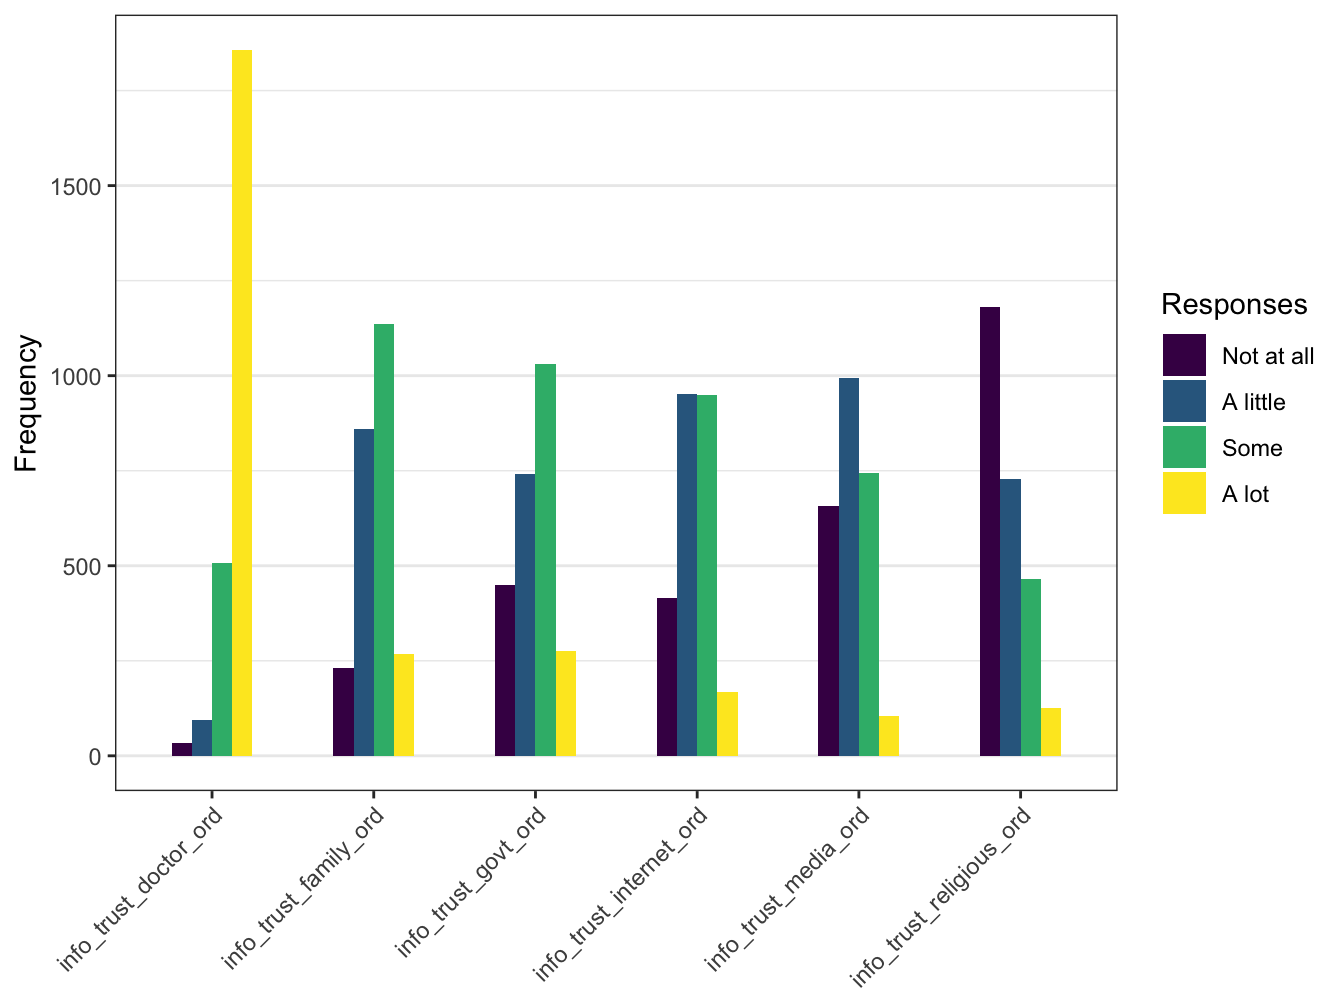 Frequency
1500
1000
500
0
info_trust_doctor_ord
info_trust_family_ord
info_trust_govt_ord
info_trust_internet_ord
info_trust_media_ord
info_trust_religious_ord
Responses
Not at all
A little
Some
A lot